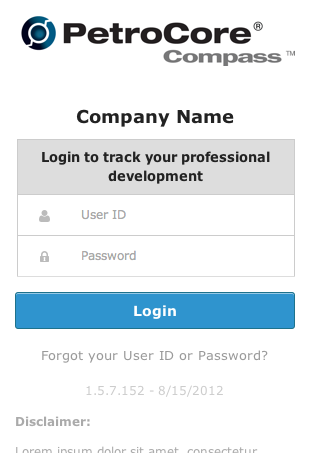 PetroCore®
Compass™
Company Name
Login to track your professional
development
User ID
Password
Login
Forgot your User ID or Password?
1.5.7.152 - 8/15/2012
Disclaimer:
Lorem ipsum dolor sit amet, consectetur